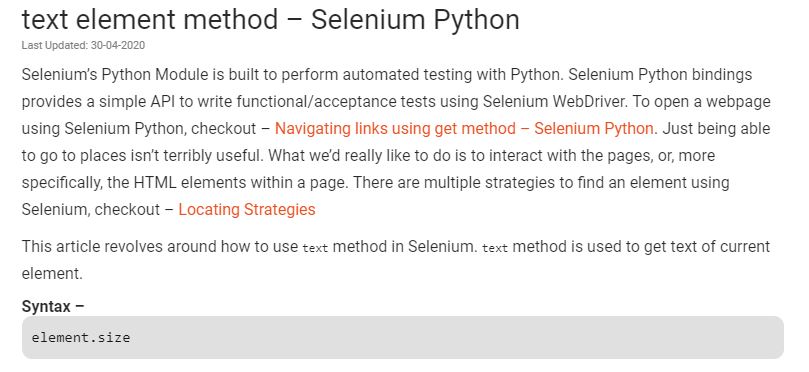 text element method – Selenium Python
Last Updated: 30-04-2020
Selenium’s Python Module is built to perform automated testing with Python. Selenium Python bindings
provides a simple API to write functional/acceptance tests using Selenium WebDriver. To open a webpage
using Selenium Python, checkout – Navigating links using get method – Selenium Python. Just being able
to go to places isn’t terribly useful. What we’d really like to do is to interact with the pages, or, more
specifically, the HTML elements within a page. There are multiple strategies to find an element using
Selenium, checkout – Locating Strategies
This article revolves around how to use text method in Selenium. text method is used to get text of current
element.
Syntax –
element.size